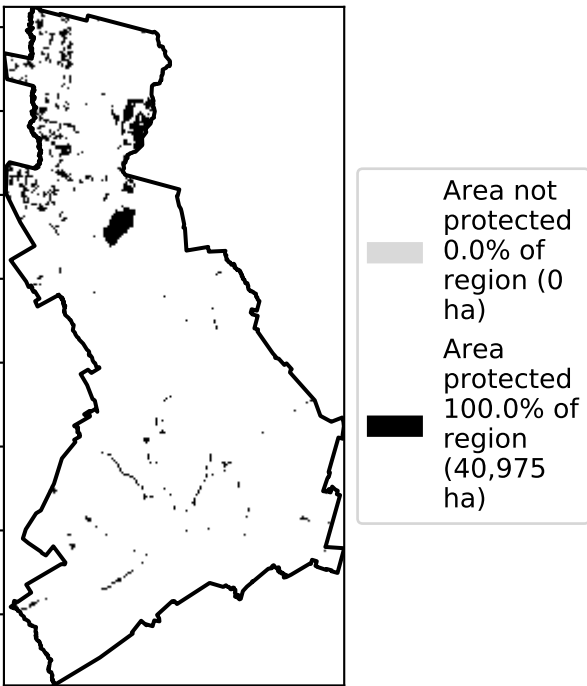 Area not
protected
0.0% of
region (0
ha)
Area
protected
100.0% of
region
(40,975
ha)